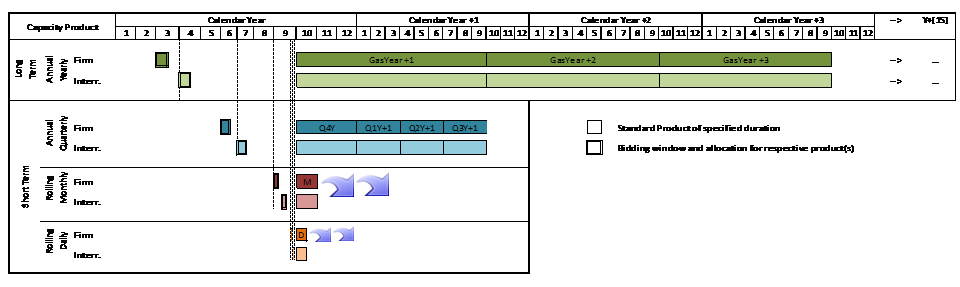 Capacity Product
Calendar Year
Calendar Year +1
Calendar Year +2
Calendar Year +3
-->
Y+[15]
1 2 3 4 5 6 7 8 9 10 11 12 1 2 3 4 5 6 7 8 9 10 11 12 1 2 3 4 5 6 7 8 9 10 11 12 1 2 3 4 5 6 7 8 9 10 11 12
Long Term
Annual Yearly
Firm
GasYear +1
GasYear +2
GasYear +3
-->
...
Interr.
-->
...
Short Term
Annual Quarterly
Firm
Q4Y
Q1Y+1
Q2Y+1
Q3Y+1
Interr.
Standard Product of specified duration
Bidding window and allocation for respective product(s)
Rolling Monthly
Firm
M
Interr.
Rolling Daily
Firm
D
Interr.